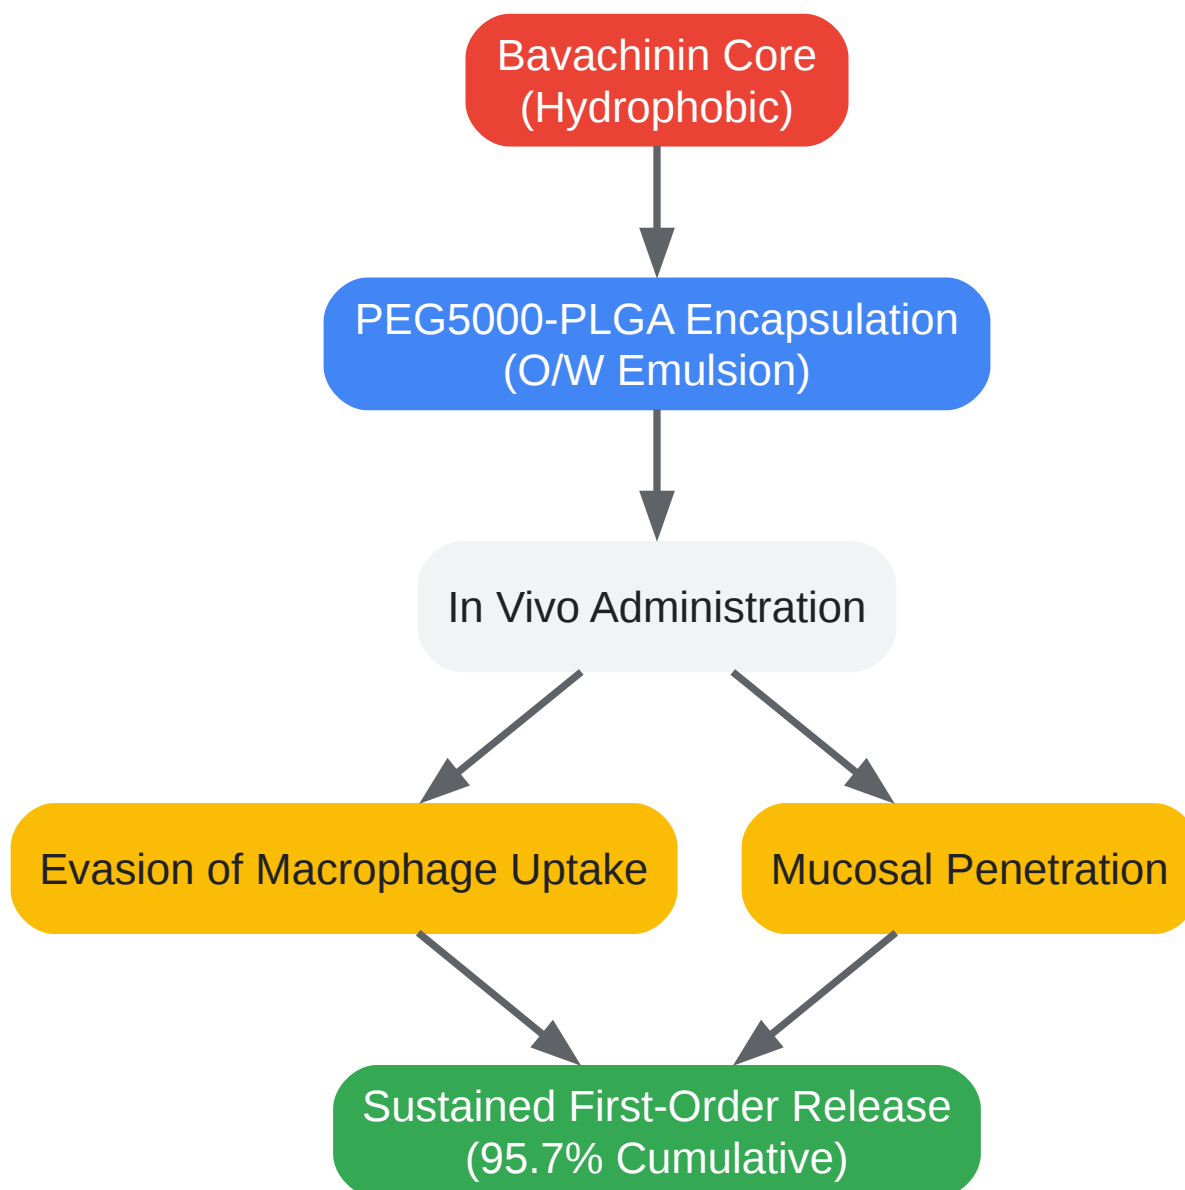 Bavachinin Core
(Hydrophobic)
PEG5000-PLGA Encapsulation
(O/W Emulsion)
In Vivo Administration
Evasion of Macrophage Uptake
Mucosal Penetration
Sustained First-Order Release
(95.7% Cumulative)